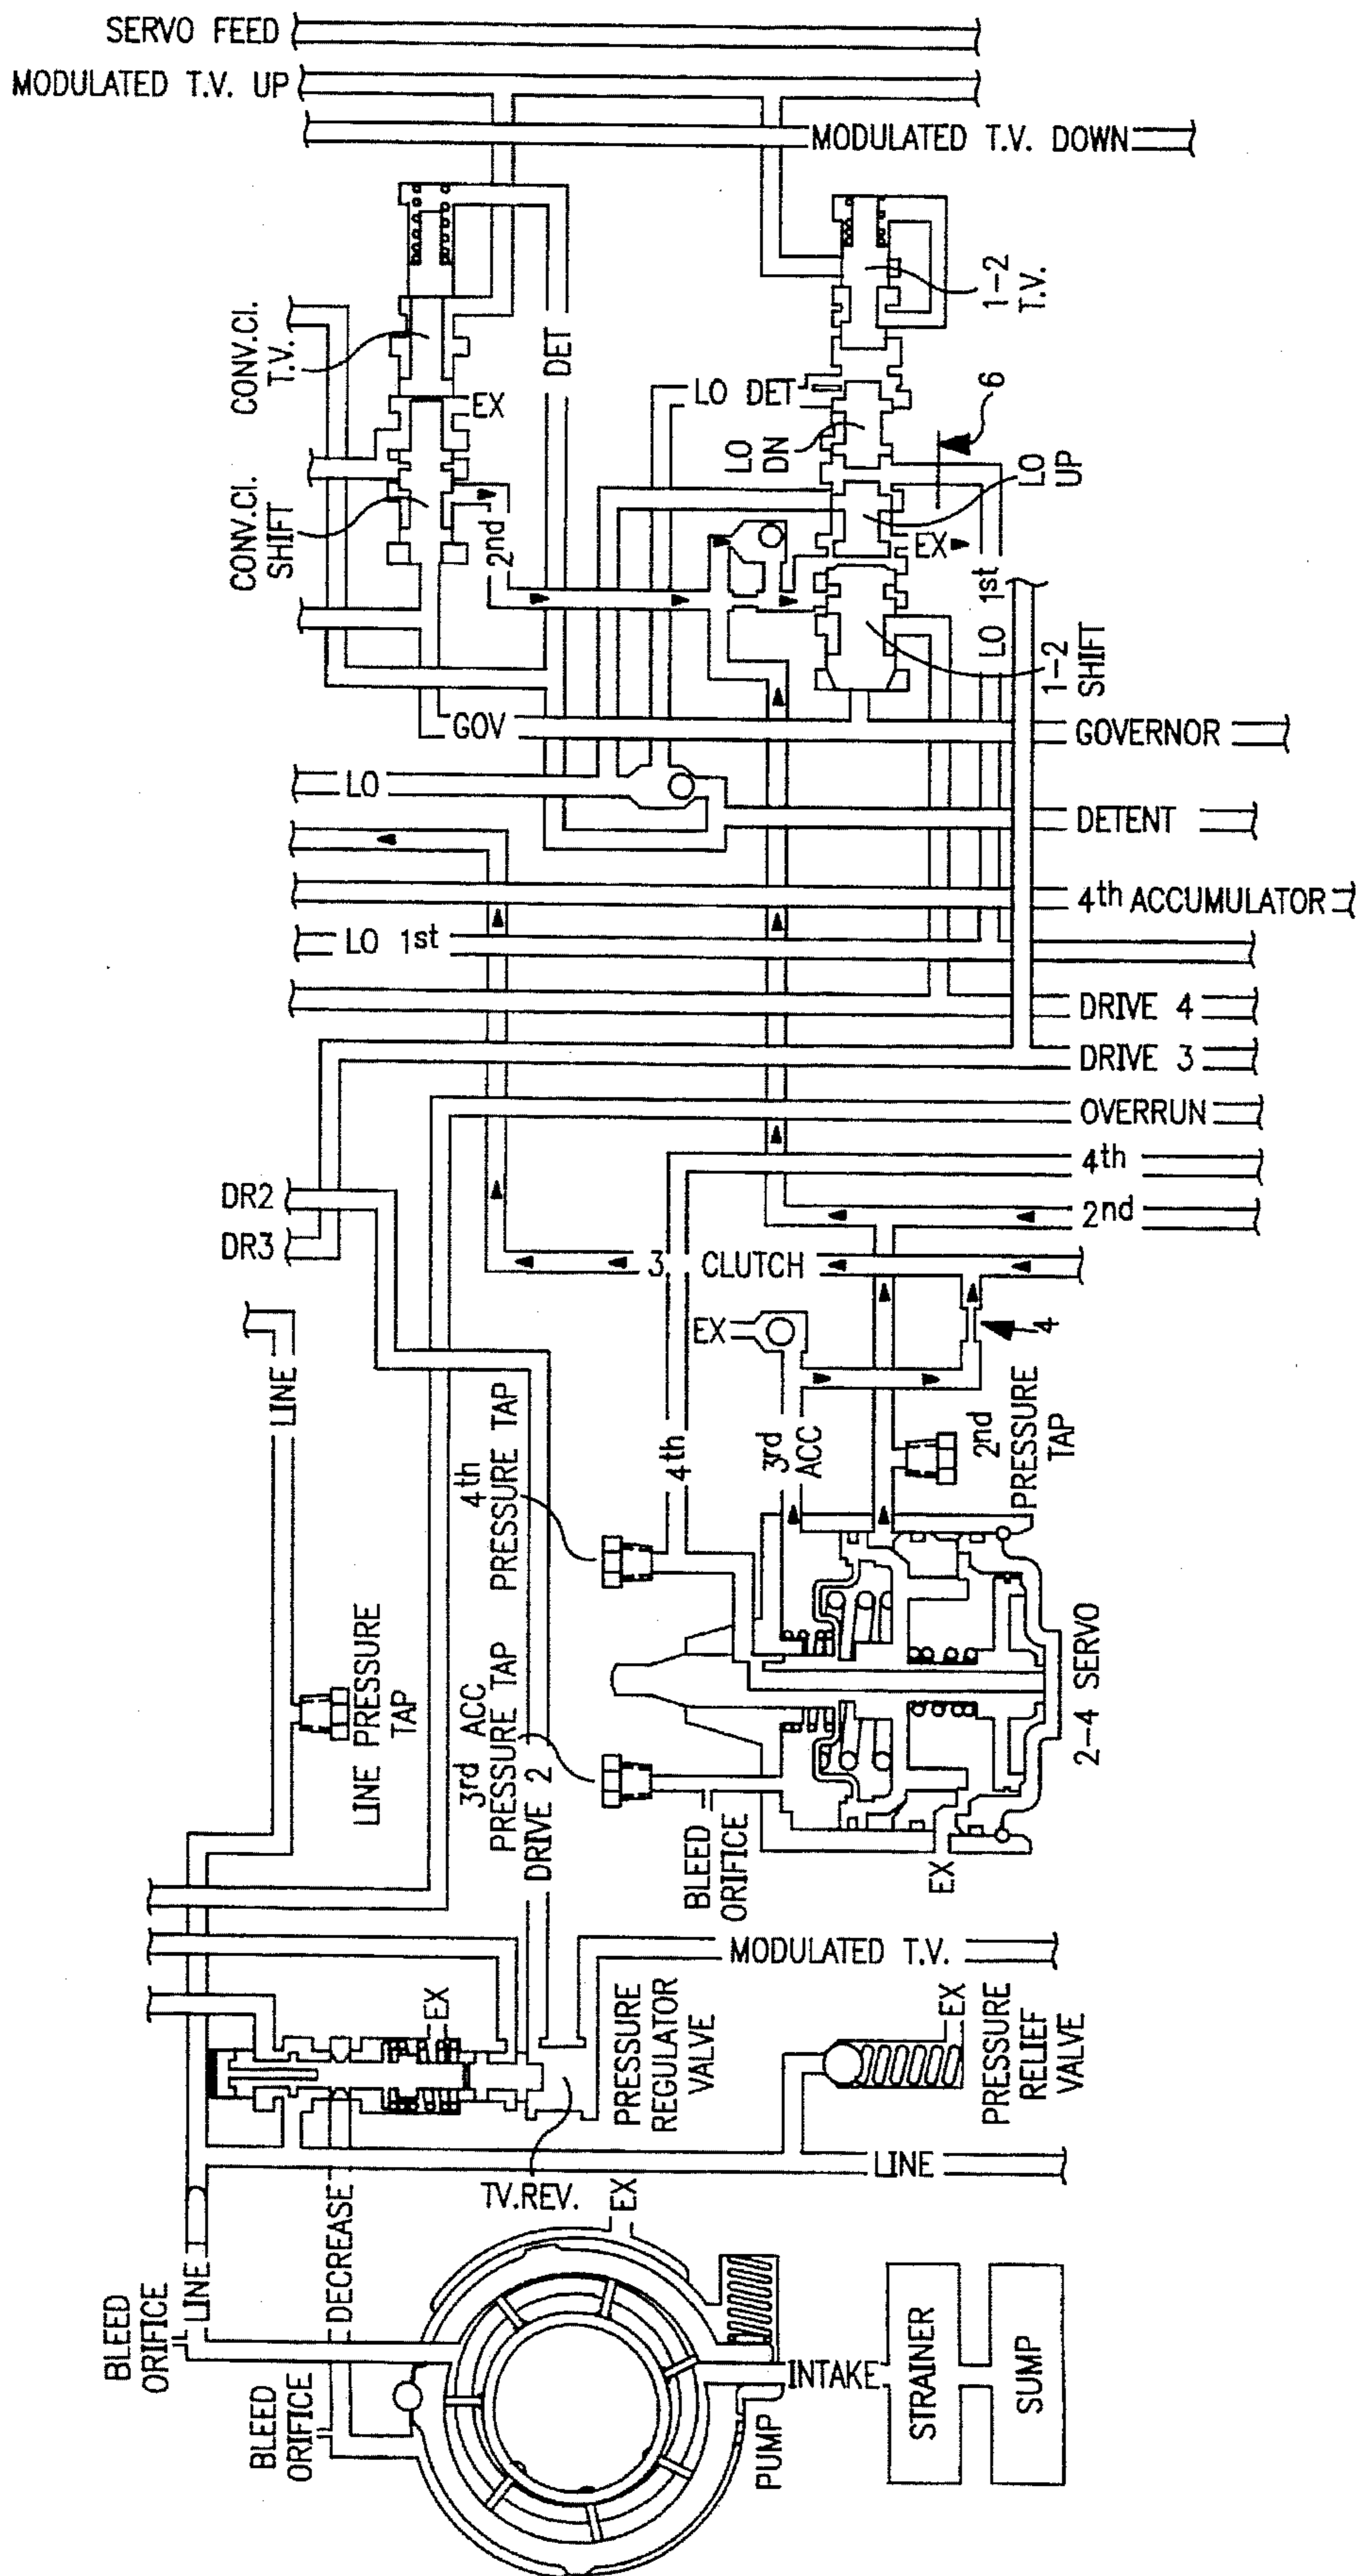 SERVO FEED
MODULATED T.V. UP
MODULATED T.V. DOWN
CONV.Cl.
T.V.
EX
CONV.Cl.
SHIFT
2nd
DET
LO DET
LO
DN
1-2
T.V.
6
LO
UP
EX
LO 1st
1-2
SHIFT
GOV
GOVERNOR
LO
DETENT
4th ACCUMULATOR
LO 1st
DRIVE 4
DRIVE 3
OVERRUN
4th
DR2
2nd
DR3
3 CLUTCH
EX
4
LINE
4th
PRESSURE TAP
4th
3rd
ACC
2nd
PRESSURE
TAP
LINE PRESSURE
TAP
3rd ACC
PRESSURE TAP
DRIVE 2
BLEED
ORIFICE
EX
2-4 SERVO
MODULATED T.V.
EX
PRESSURE
REGULATOR
VALVE
EX
PRESSURE
RELIEF
VALVE
LINE
TV.REV.
EX
DECREASE
LINE
BLEED
ORIFICE
BLEED
ORIFICE
PUMP
INTAKE
STRAINER
SUMP